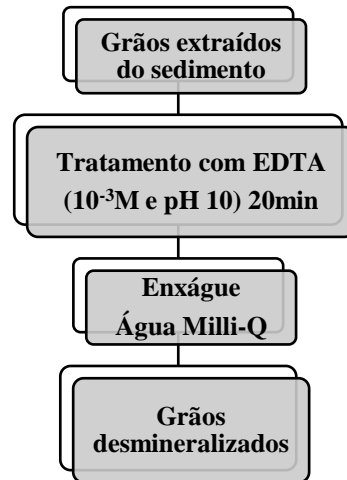 Grãos extraídos
do sedimento
Tratamento com EDTA
(10⁻³M e pH 10) 20min
Enxágue
Água Milli-Q
Grãos
desmineralizados